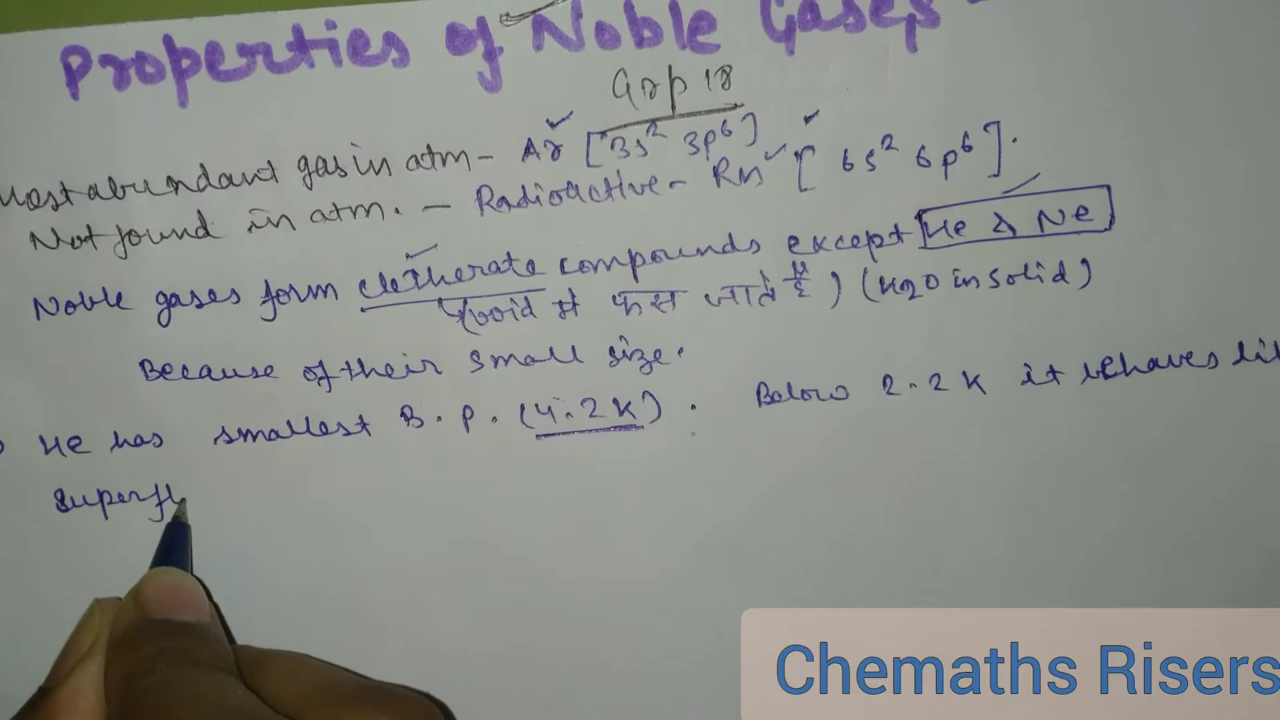 Properties of Noble Gases
Grp 18
Most abundant gas in atm - Ar [3s² 3p⁶]
Not found in atm. - Radioactive - Rn [6s² 6p⁶].
Noble gases form cletherate compounds except He & Ne
(void में फस जाते हैं) (H2O in solid)
Because of their small size.
He has smallest B.P. (4.2K). Below 2.2K it behaves li
superfl
Chemaths Risers